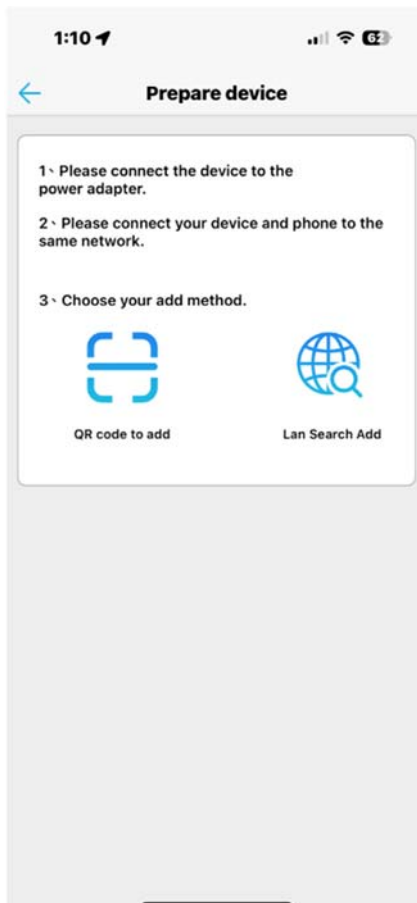 1:10
62
Prepare device
1、Please connect the device to the
power adapter.
2、Please connect your device and phone to the
same network.
3、Choose your add method.
QR code to add
Lan Search Add